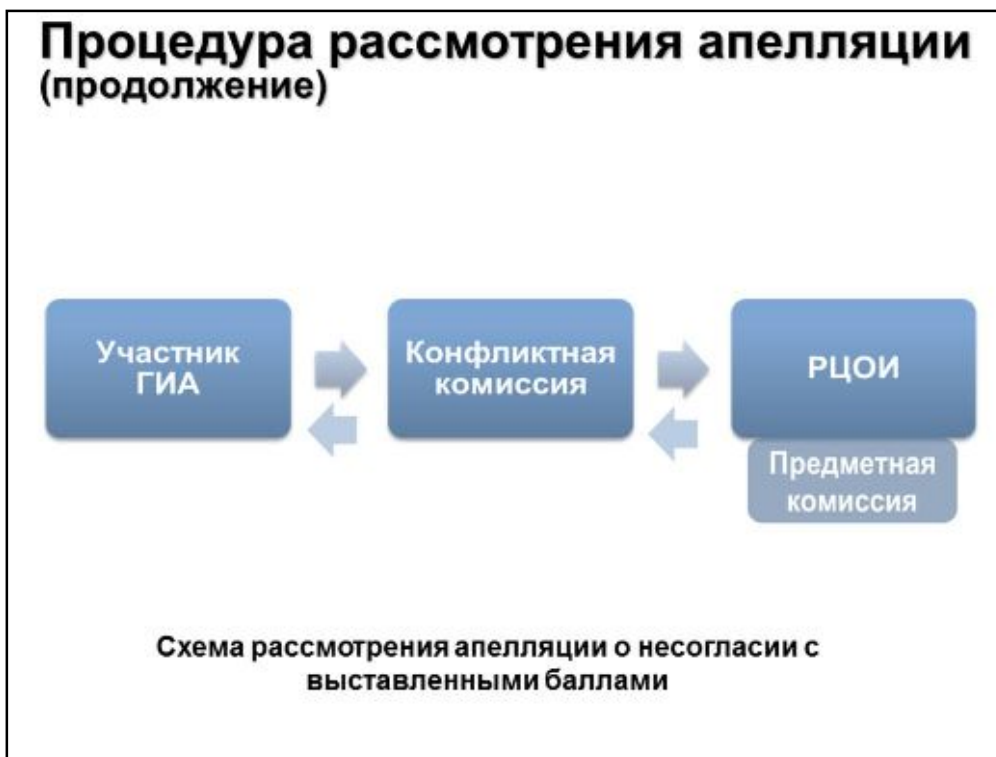 Процедура рассмотрения апелляции
(продолжение)
Участник
ГИА
Конфликтная
комиссия
РЦОИ
Предметная
комиссия
Схема рассмотрения апелляции о несогласии с
выставленными баллами